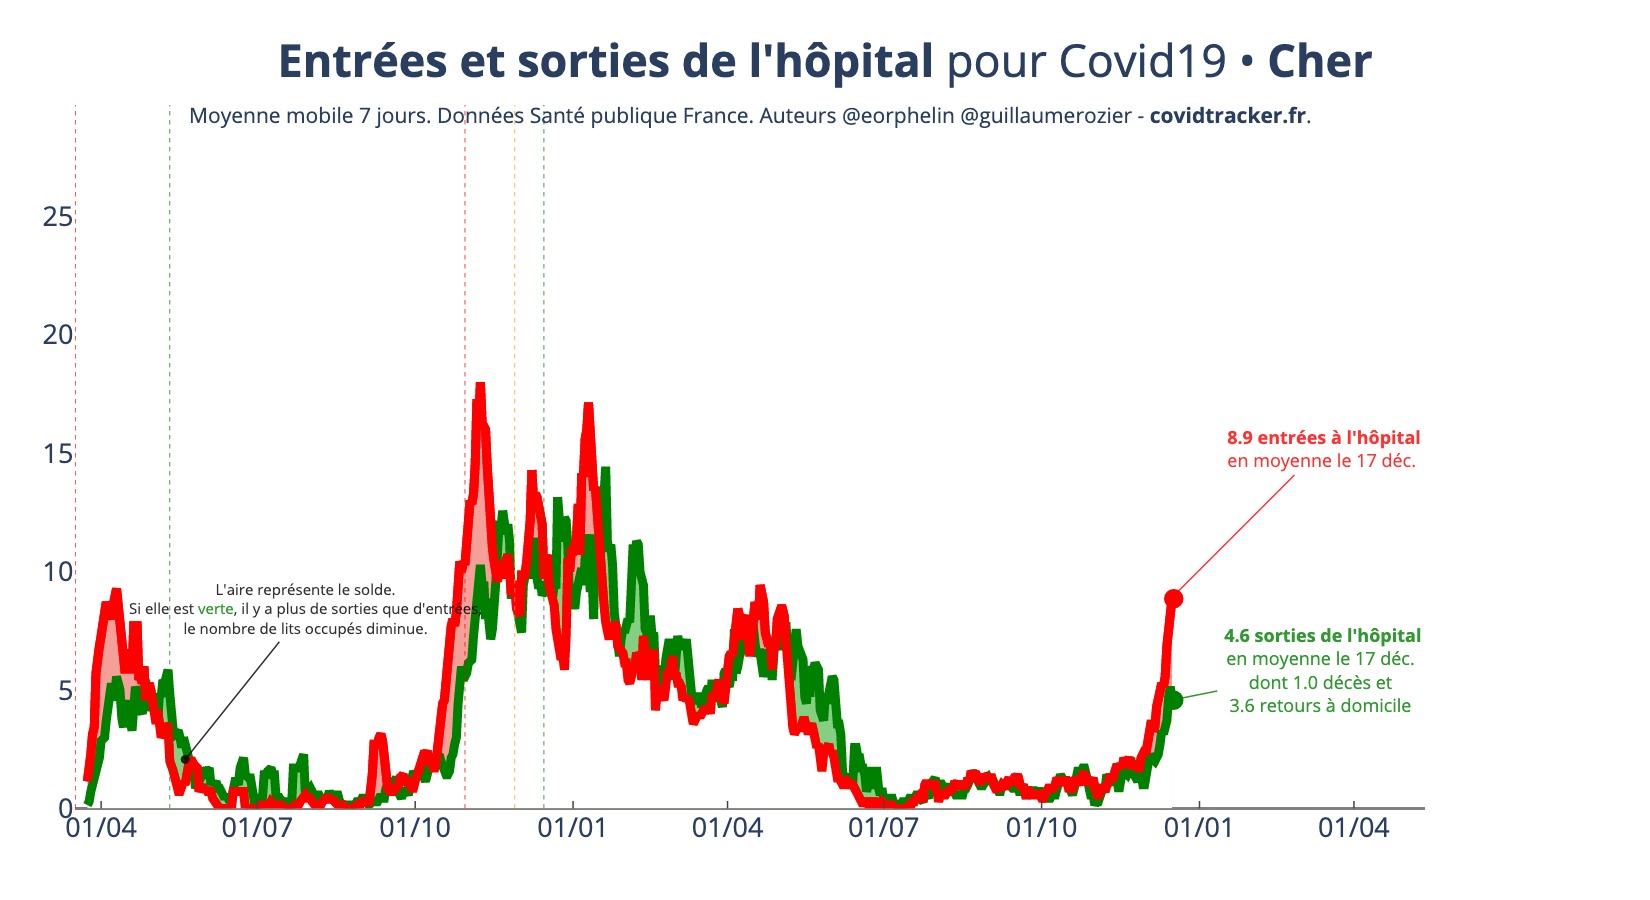 Entrées et sorties de l'hôpital pour Covid19 • Cher
Moyenne mobile 7 jours. Données Santé publique France. Auteurs @eorphelin @guillaumerozier - covidtracker.fr.
25
20
15
10
5
0
8.9 entrées à l'hôpital
en moyenne le 17 déc.
L'aire représente le solde.
Si elle est verte, il y a plus de sorties que d'entrées,
le nombre de lits occupés diminue.
4.6 sorties de l'hôpital
en moyenne le 17 déc.
dont 1.0 décès et
3.6 retours à domicile
01/04 01/07 01/10 01/01 01/04 01/07 01/10 01/01 01/04